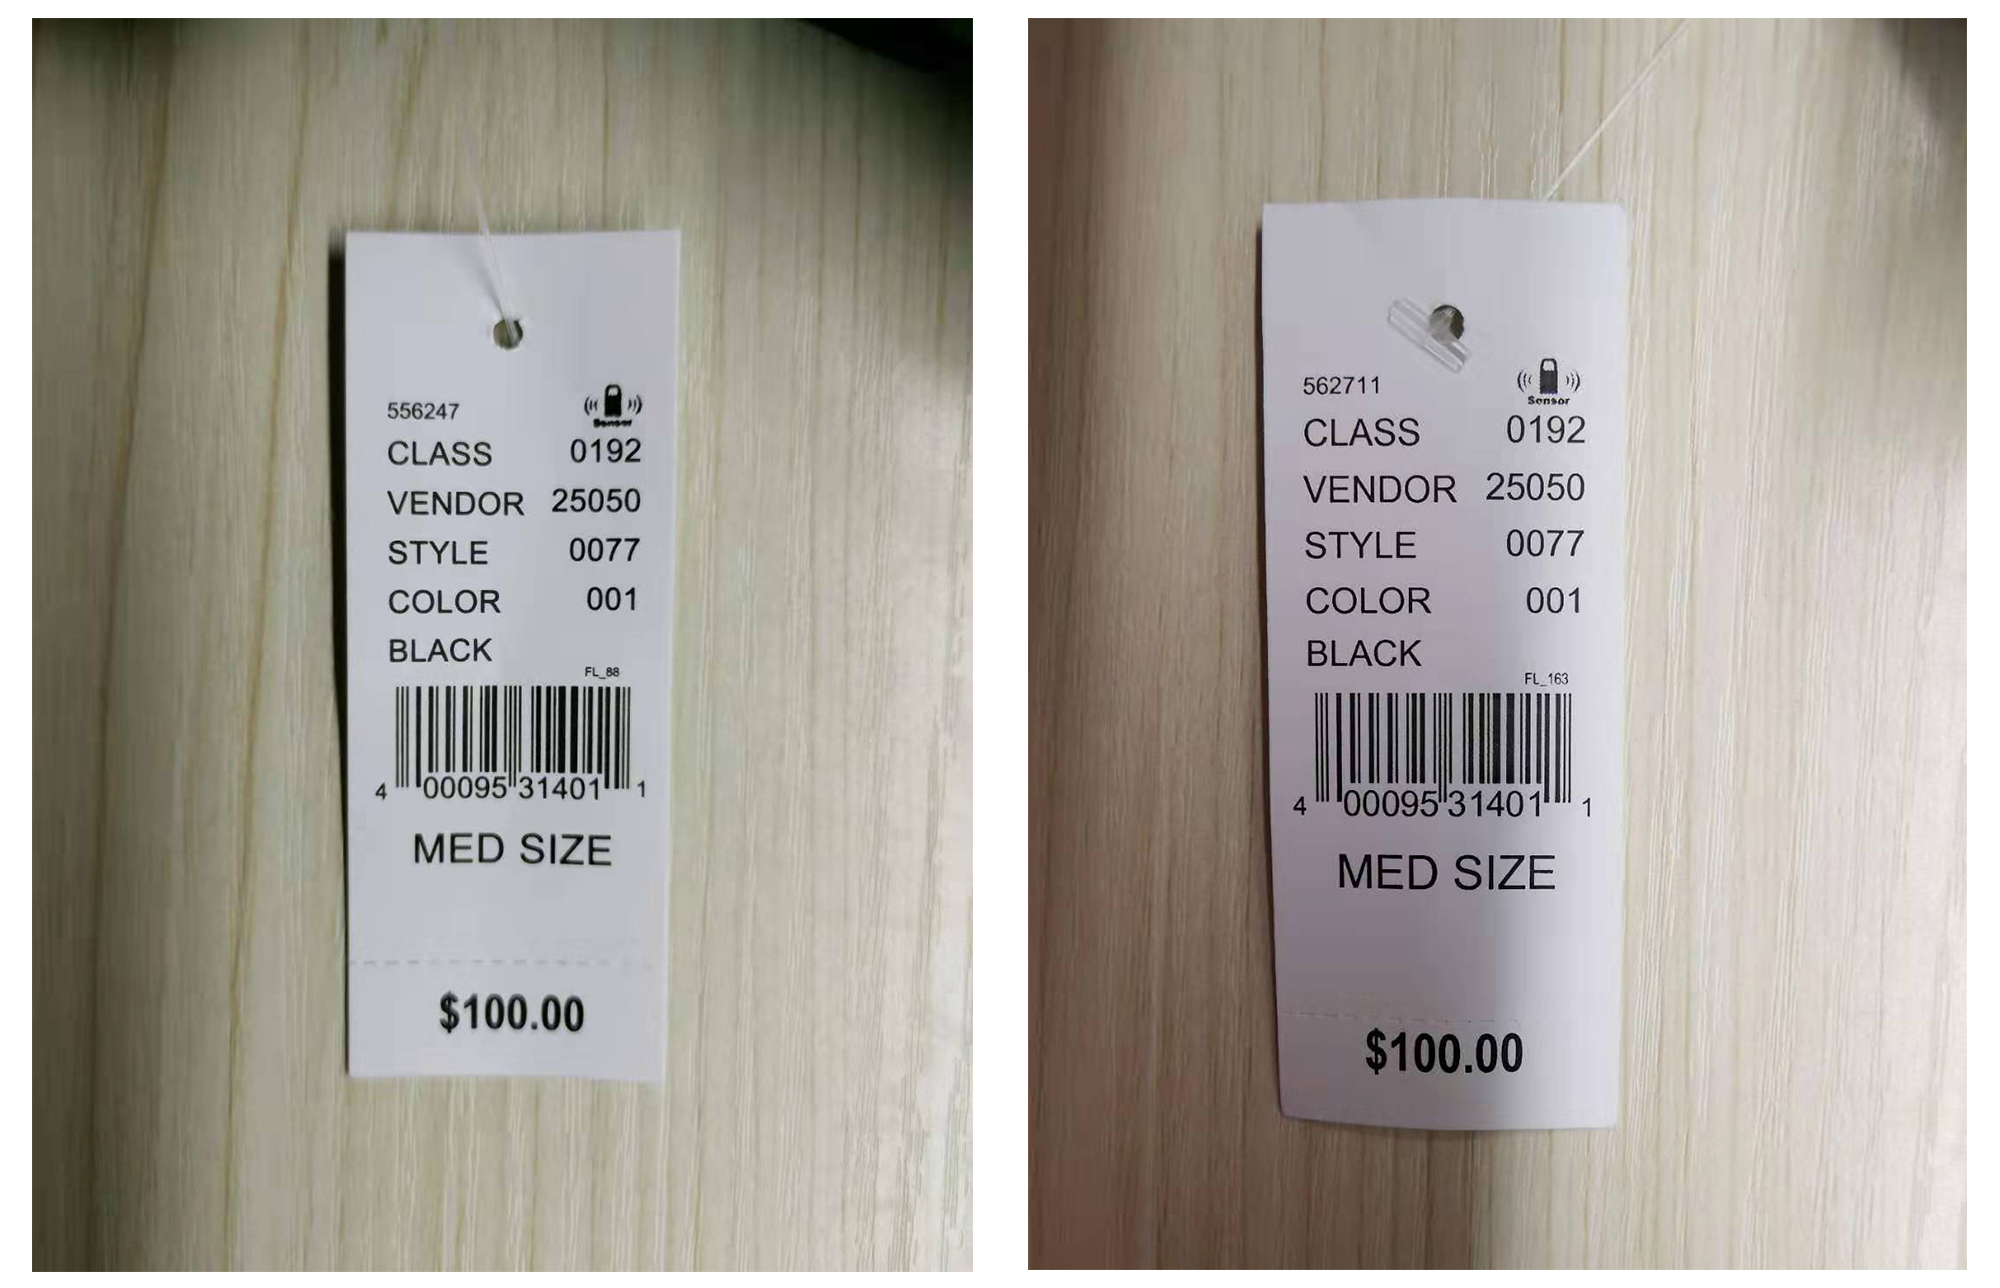 556247
Sensor
CLASS 0192
VENDOR 25050
STYLE 0077
COLOR 001
BLACK
FL_88
4 00095 31401 1
MED SIZE
$100.00
562711
Sensor
CLASS 0192
VENDOR 25050
STYLE 0077
COLOR 001
BLACK
FL_163
4 00095 31401 1
MED SIZE
$100.00